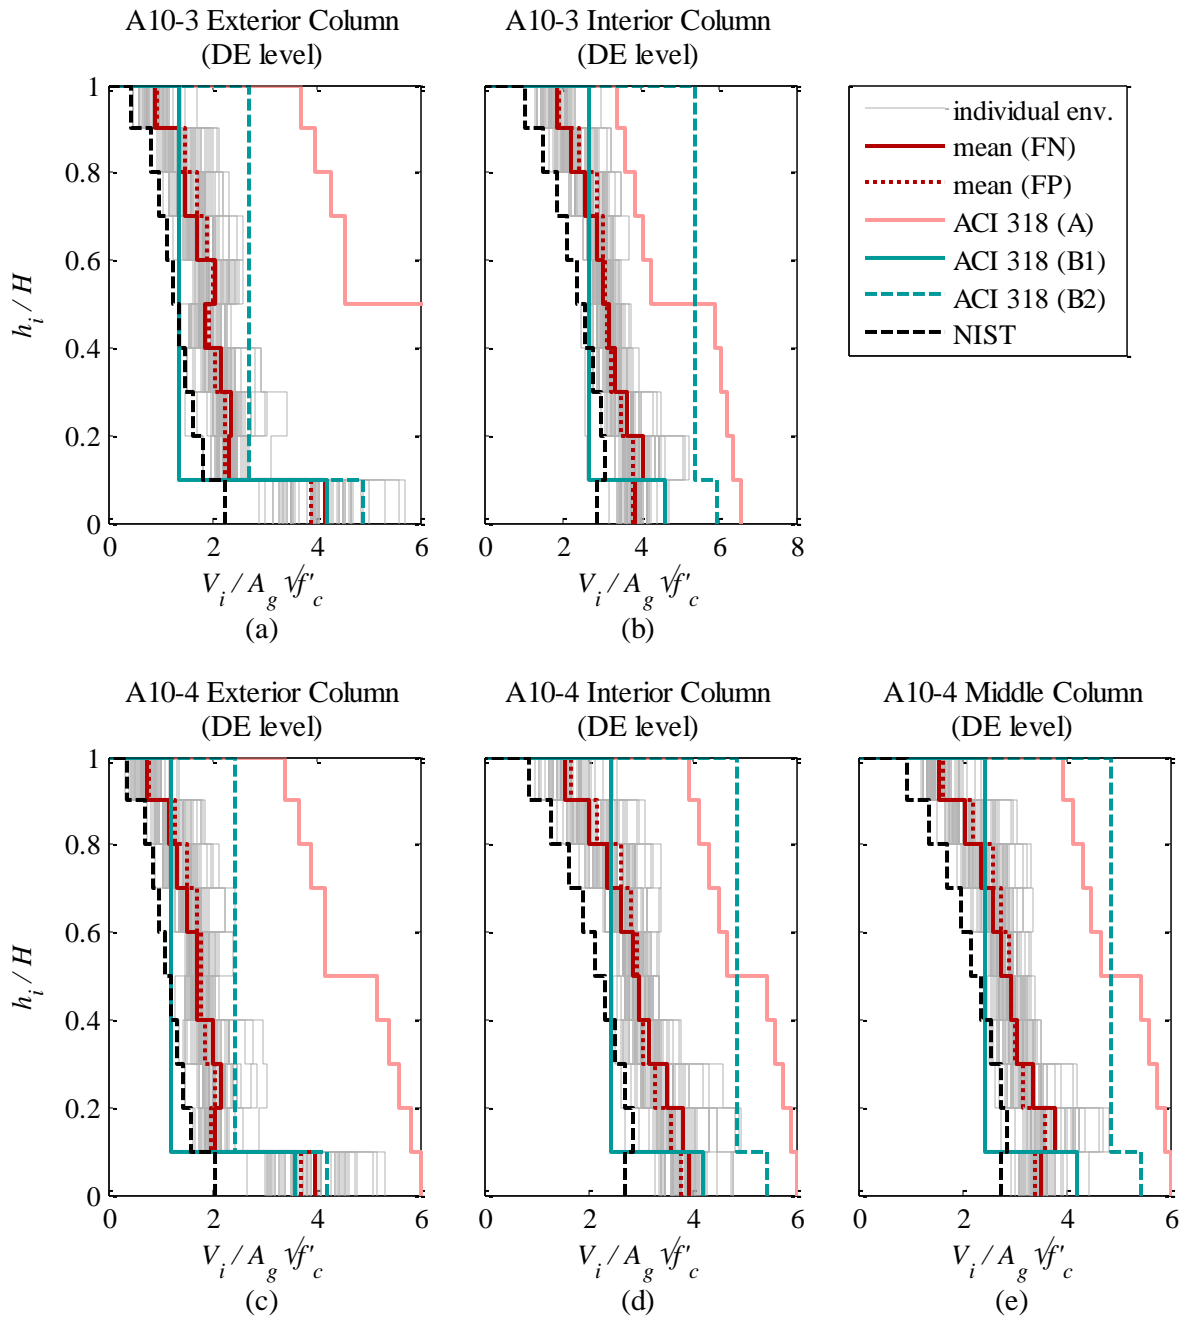 A10-3 Exterior Column
(DE level)
1
0.8
0.6
0.4
0.2
0
h_i / H
0 2 4 6
V_i / A_g √f'_c
(a)
A10-3 Interior Column
(DE level)
0 2 4 6 8
V_i / A_g √f'_c
(b)
individual env.
mean (FN)
mean (FP)
ACI 318 (A)
ACI 318 (B1)
ACI 318 (B2)
NIST
A10-4 Exterior Column
(DE level)
1
0.8
0.6
0.4
0.2
0
h_i / H
0 2 4 6
V_i / A_g √f'_c
(c)
A10-4 Interior Column
(DE level)
0 2 4 6
V_i / A_g √f'_c
(d)
A10-4 Middle Column
(DE level)
0 2 4 6
V_i / A_g √f'_c
(e)